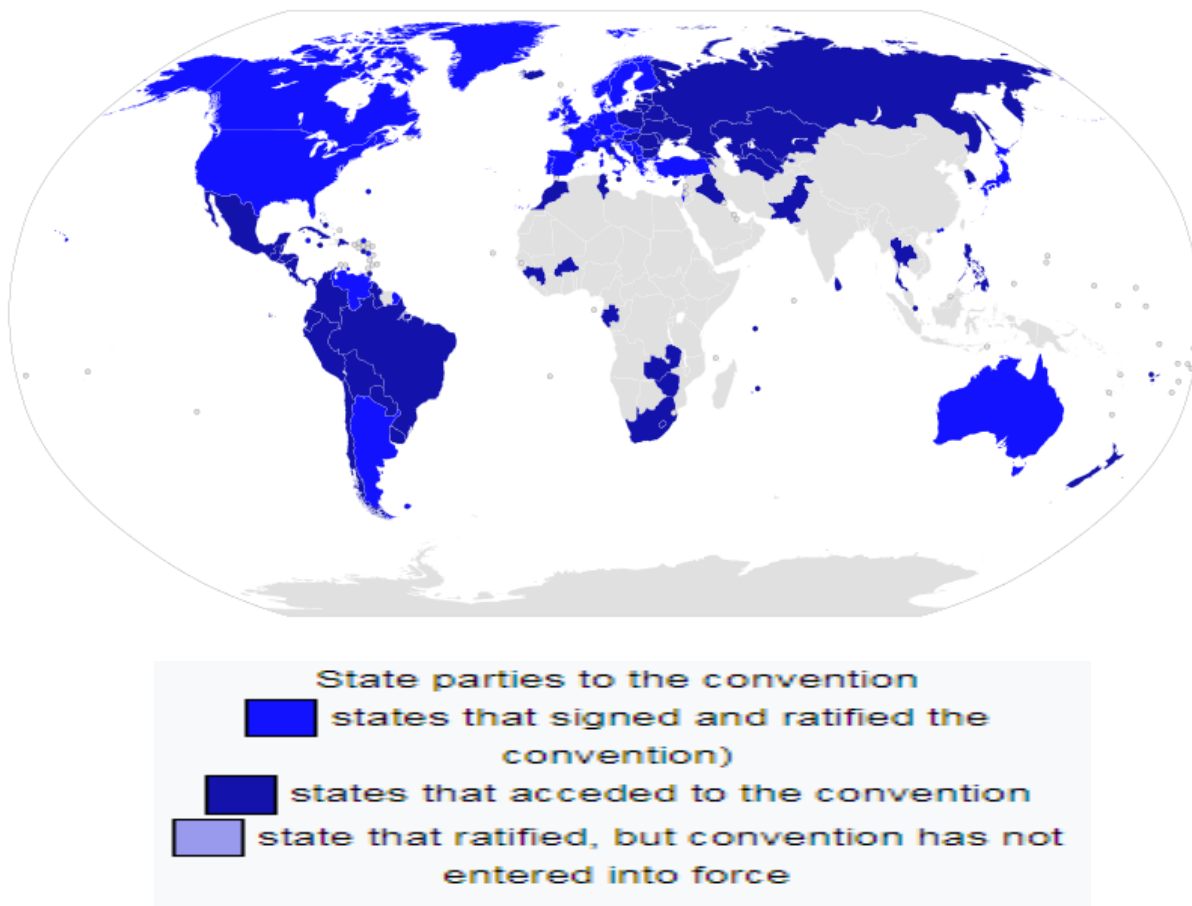 State parties to the convention
states that signed and ratified the
convention)
states that acceded to the convention
state that ratified, but convention has not
entered into force